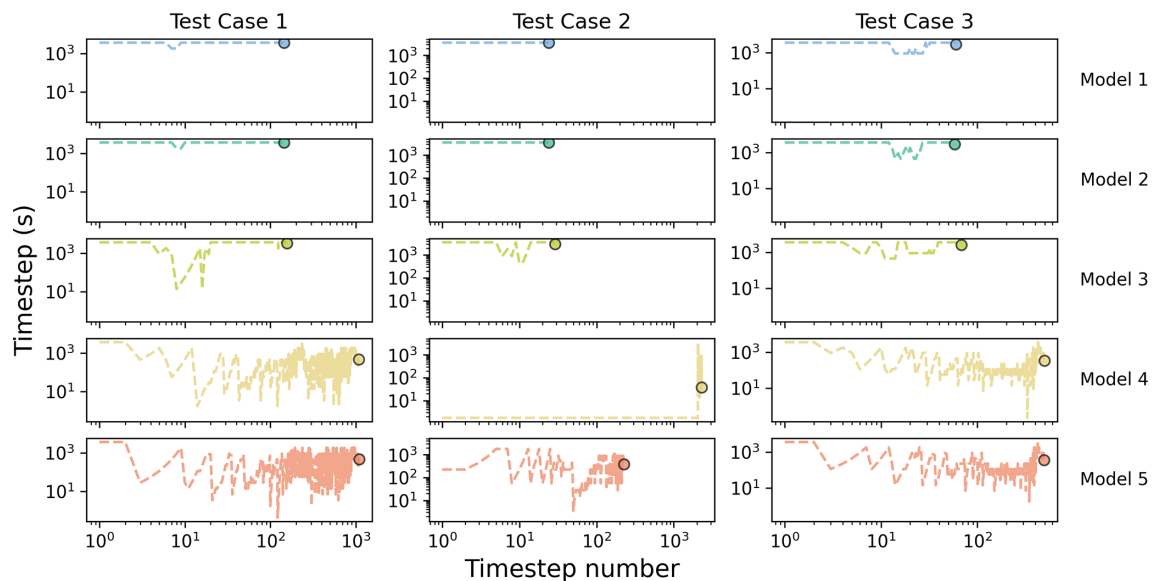 Test Case 1 Test Case 2 Test Case 3
10³ 10¹ 10³ 10² 10¹ 10³ 10¹ Model 1
10³ 10¹ 10³ 10² 10¹ 10³ 10¹ Model 2
10³ 10¹ 10³ 10² 10¹ 10³ 10¹ Model 3
10³ 10¹ 10³ 10² 10¹ 10³ 10¹ Model 4
10³ 10¹ 10³ 10² 10¹ 10³ 10¹ Model 5
Timestep (s)
10⁰ 10¹ 10² 10³ 10⁰ 10¹ 10² 10³ 10⁰ 10¹ 10² 10³
Timestep number